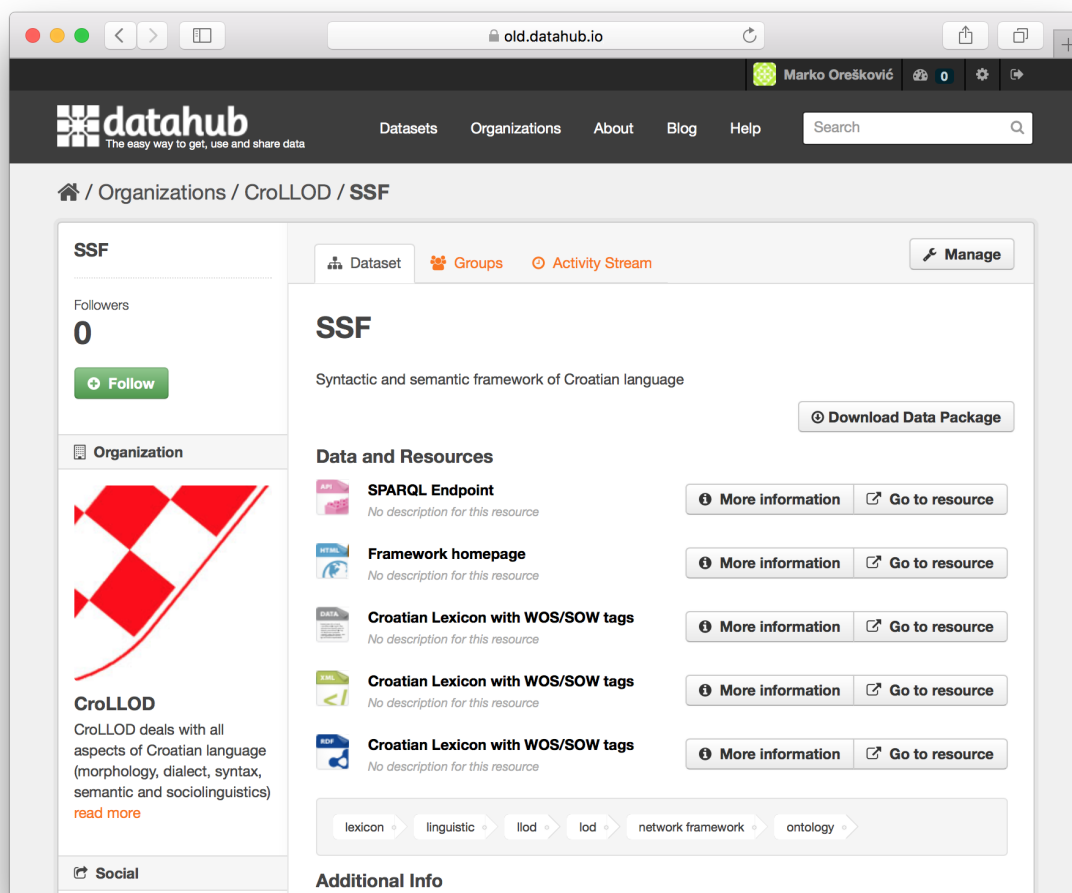 old.datahub.io
Marko Orešković 0
datahub
The easy way to get, use and share data
Datasets Organizations About Blog Help Search
/ Organizations / CroLLOD / SSF
SSF
Followers
0
Follow
Organization
CroLLOD
CroLLOD deals with all
aspects of Croatian language
(morphology, dialect, syntax,
semantic and sociolinguistics)
read more
Social
Dataset Groups Activity Stream Manage
SSF
Syntactic and semantic framework of Croatian language
Download Data Package
Data and Resources
API SPARQL Endpoint More information Go to resource
No description for this resource
HTML Framework homepage More information Go to resource
No description for this resource
DATA Croatian Lexicon with WOS/SOW tags More information Go to resource
No description for this resource
XML Croatian Lexicon with WOS/SOW tags More information Go to resource
No description for this resource
RDF Croatian Lexicon with WOS/SOW tags More information Go to resource
No description for this resource
lexicon linguistic llod lod network framework ontology
Additional Info